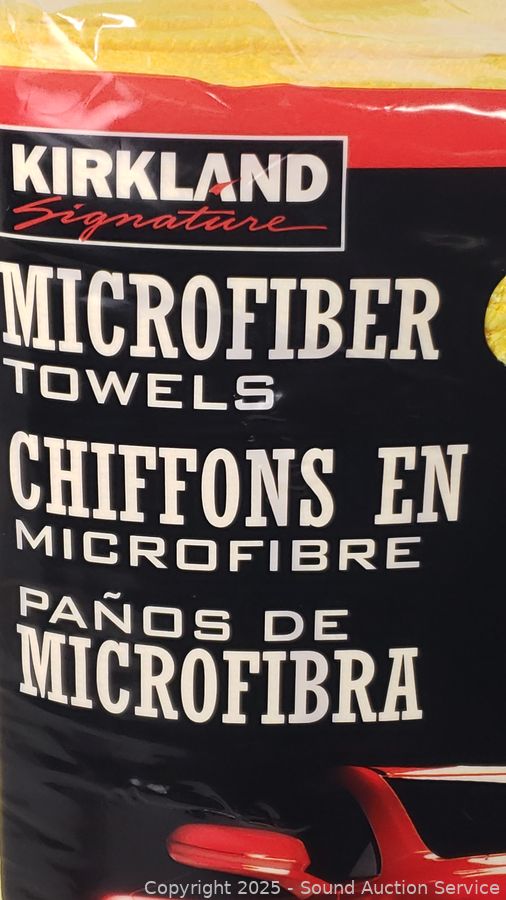 KIRKLAND
Signature
MICROFIBER
TOWELS
CHIFFONS EN
MICROFIBRE
PAÑOS DE
MICROFIBRA
Copyright 2025 - Sound Auction Service